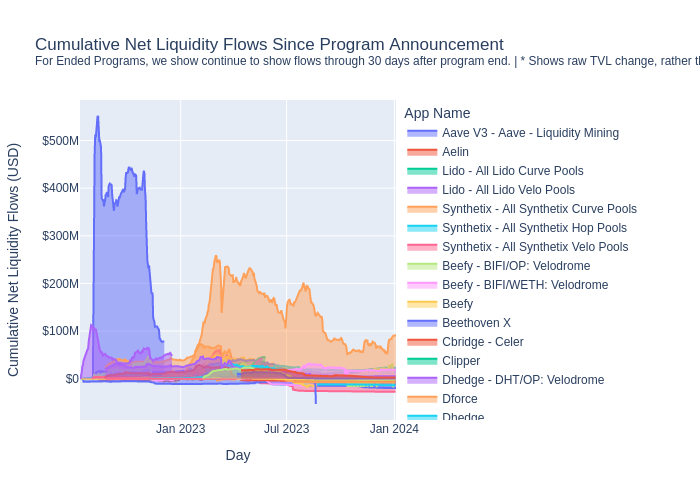 Cumulative Net Liquidity Flows Since Program Announcement
For Ended Programs, we show continue to show flows through 30 days after program end. | * Shows raw TVL change, rather
App Name
Aave V3 - Aave - Liquidity Mining
Aelin
Lido - All Lido Curve Pools
Lido - All Lido Velo Pools
Synthetix - All Synthetix Curve Pools
Synthetix - All Synthetix Hop Pools
Synthetix - All Synthetix Velo Pools
Beefy - BIFI/OP: Velodrome
Beefy - BIFI/WETH: Velodrome
Beefy
Beethoven X
Cbridge - Celer
Clipper
Dhedge - DHT/OP: Velodrome
Dforce
Dhedge
Cumulative Net Liquidity Flows (USD)
$500M
$400M
$300M
$200M
$100M
$0
Jan 2023
Jul 2023
Jan 2024
Day